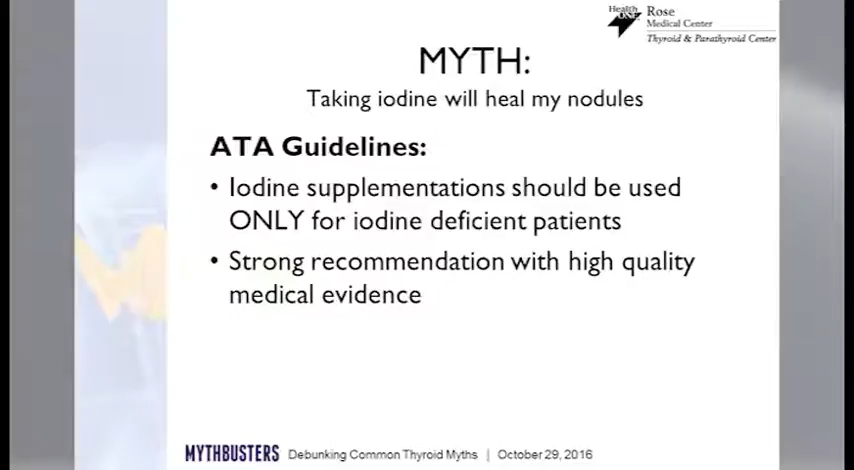 HealthONE
Rose
Medical Center
Thyroid & Parathyroid Center
MYTH:
Taking iodine will heal my nodules
ATA Guidelines:
• Iodine supplementations should be used
ONLY for iodine deficient patients
• Strong recommendation with high quality
medical evidence
MYTHBUSTERS Debunking Common Thyroid Myths | October 29, 2016